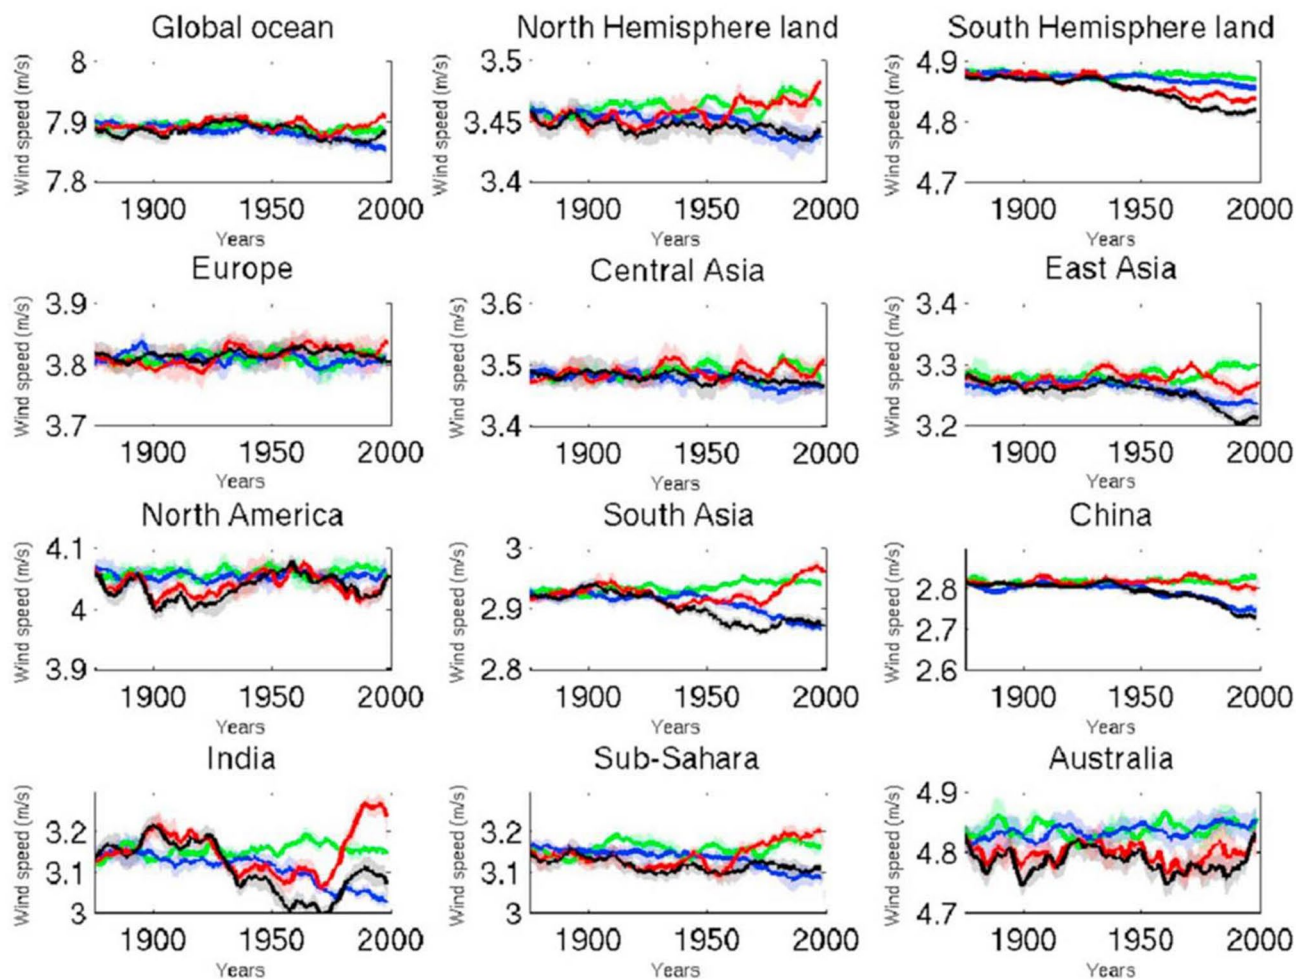 Global ocean
North Hemisphere land
South Hemisphere land
Wind speed (m/s)
8
7.9
7.8
1900 1950 2000
Years
Wind speed (m/s)
3.5
3.45
3.4
1900 1950 2000
Years
Wind speed (m/s)
4.9
4.8
4.7
1900 1950 2000
Years
Europe
Central Asia
East Asia
Wind speed (m/s)
3.9
3.8
3.7
1900 1950 2000
Years
Wind speed (m/s)
3.6
3.5
3.4
1900 1950 2000
Years
Wind speed (m/s)
3.4
3.3
3.2
1900 1950 2000
Years
North America
South Asia
China
Wind speed (m/s)
4.1
4
3.9
1900 1950 2000
Years
Wind speed (m/s)
3
2.9
2.8
1900 1950 2000
Years
Wind speed (m/s)
2.8
2.7
2.6
1900 1950 2000
Years
India
Sub-Sahara
Australia
Wind speed (m/s)
3.2
3.1
3
1900 1950 2000
Years
Wind speed (m/s)
3.2
3.1
3
1900 1950 2000
Years
Wind speed (m/s)
4.9
4.8
4.7
1900 1950 2000
Years